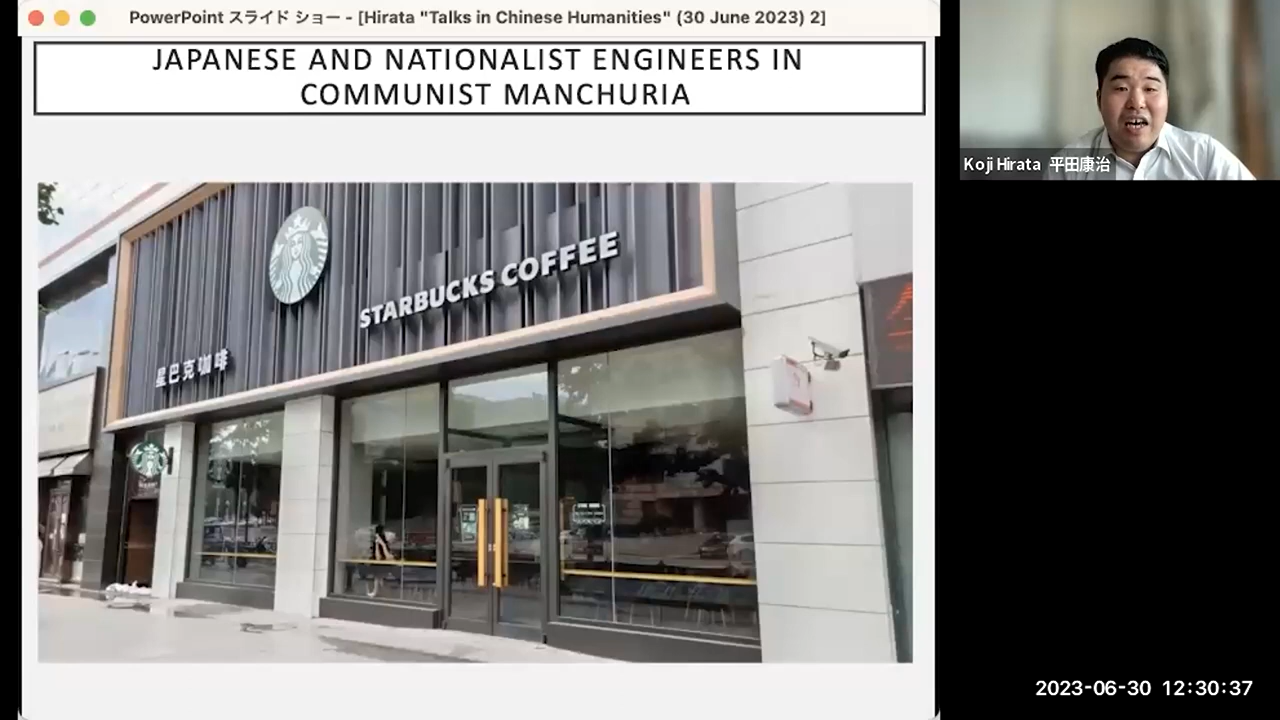 PowerPoint スライド ショー - [Hirata "Talks in Chinese Humanities" (30 June 2023) 2]
JAPANESE AND NATIONALIST ENGINEERS IN
COMMUNIST MANCHURIA
Koji Hirata 平田康治
STARBUCKS COFFEE
星巴克咖啡
2023-06-30 12:30:37